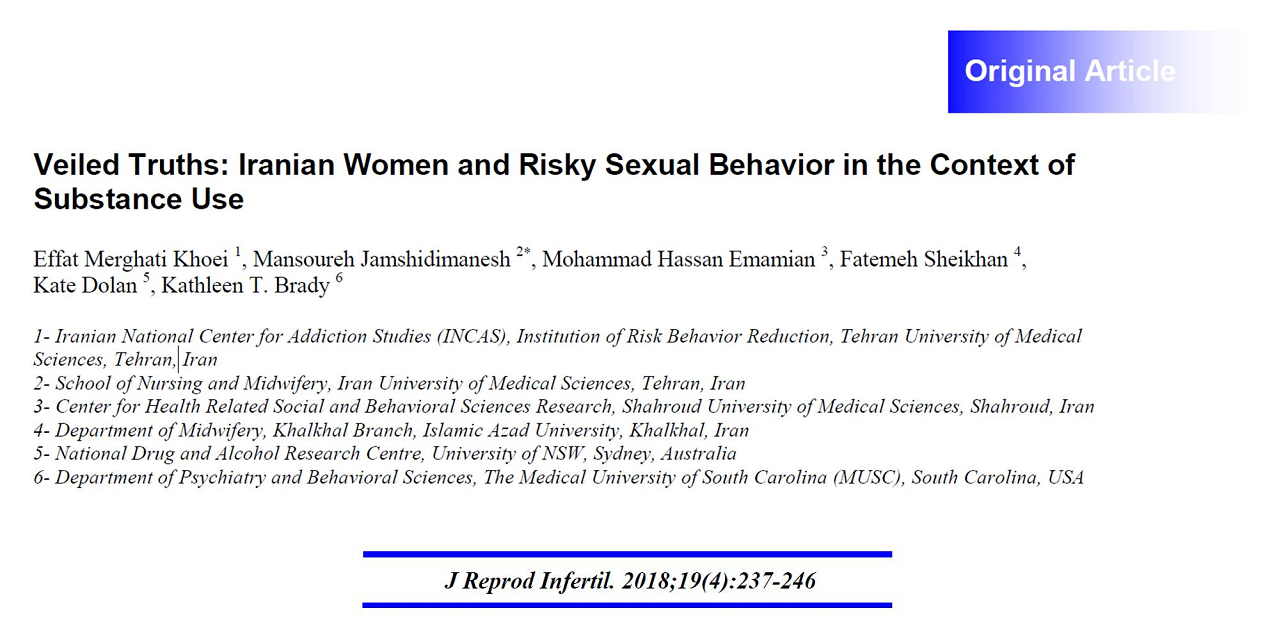 Original Article
Veiled Truths: Iranian Women and Risky Sexual Behavior in the Context of
Substance Use
Effat Merghati Khoei 1, Mansoureh Jamshidimanesh 2*, Mohammad Hassan Emamian 3, Fatemeh Sheikhan 4,
Kate Dolan 5, Kathleen T. Brady 6
1- Iranian National Center for Addiction Studies (INCAS), Institution of Risk Behavior Reduction, Tehran University of Medical
Sciences, Tehran, Iran
2- School of Nursing and Midwifery, Iran University of Medical Sciences, Tehran, Iran
3- Center for Health Related Social and Behavioral Sciences Research, Shahroud University of Medical Sciences, Shahroud, Iran
4- Department of Midwifery, Khalkhal Branch, Islamic Azad University, Khalkhal, Iran
5- National Drug and Alcohol Research Centre, University of NSW, Sydney, Australia
6- Department of Psychiatry and Behavioral Sciences, The Medical University of South Carolina (MUSC), South Carolina, USA
J Reprod Infertil. 2018;19(4):237-246